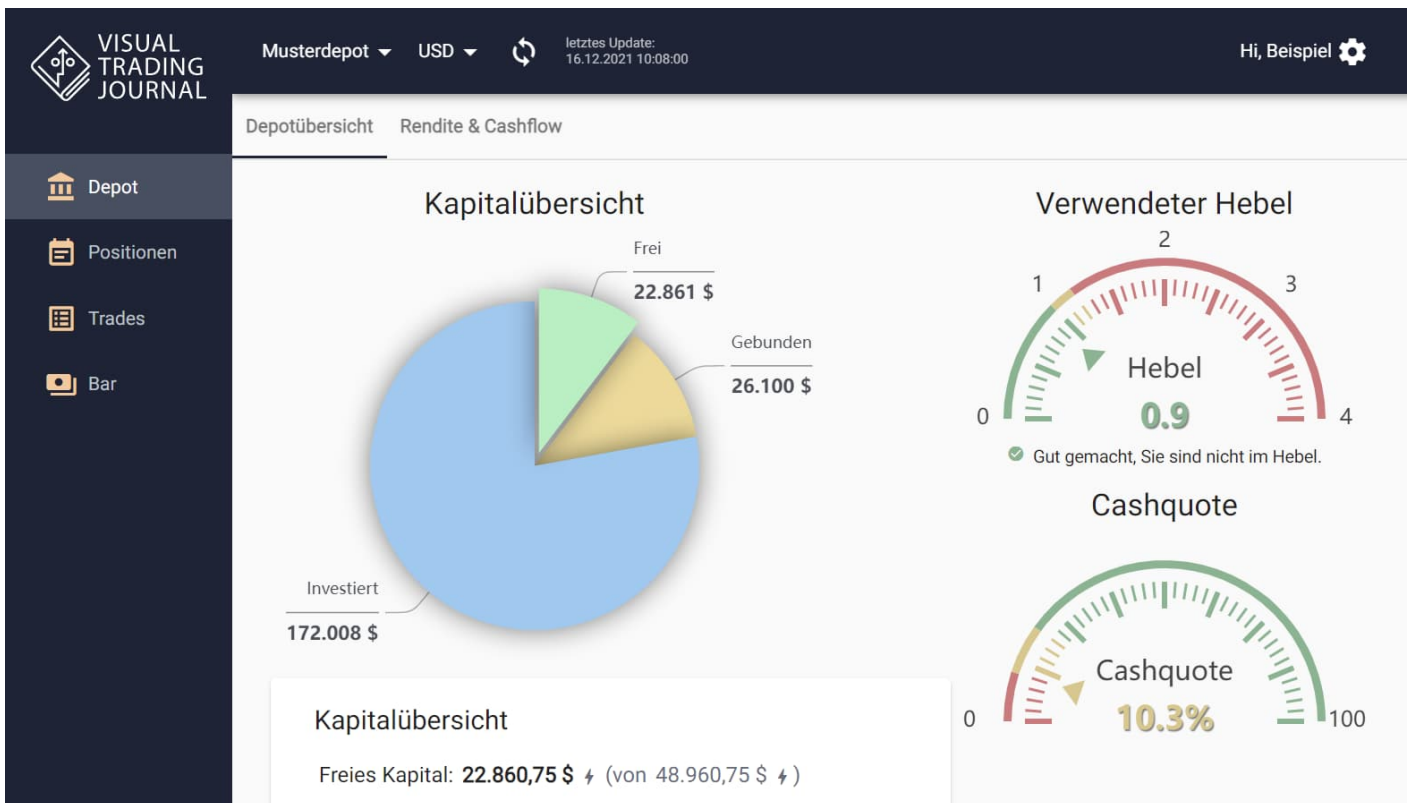 VISUAL
TRADING
JOURNAL
Musterdepot
USD
letztes Update:
16.12.2021 10:08:00
Hi, Beispiel
Depotübersicht
Rendite & Cashflow
Depot
Positionen
Trades
Bar
Kapitalübersicht
Frei
22.861 $
Gebunden
26.100 $
Investiert
172.008 $
Verwendeter Hebel
0
1
2
3
4
Hebel
0.9
Gut gemacht, Sie sind nicht im Hebel.
Cashquote
Cashquote
10.3%
0
100
Kapitalübersicht
Freies Kapital: 22.860,75 $ (von 48.960,75 $ )